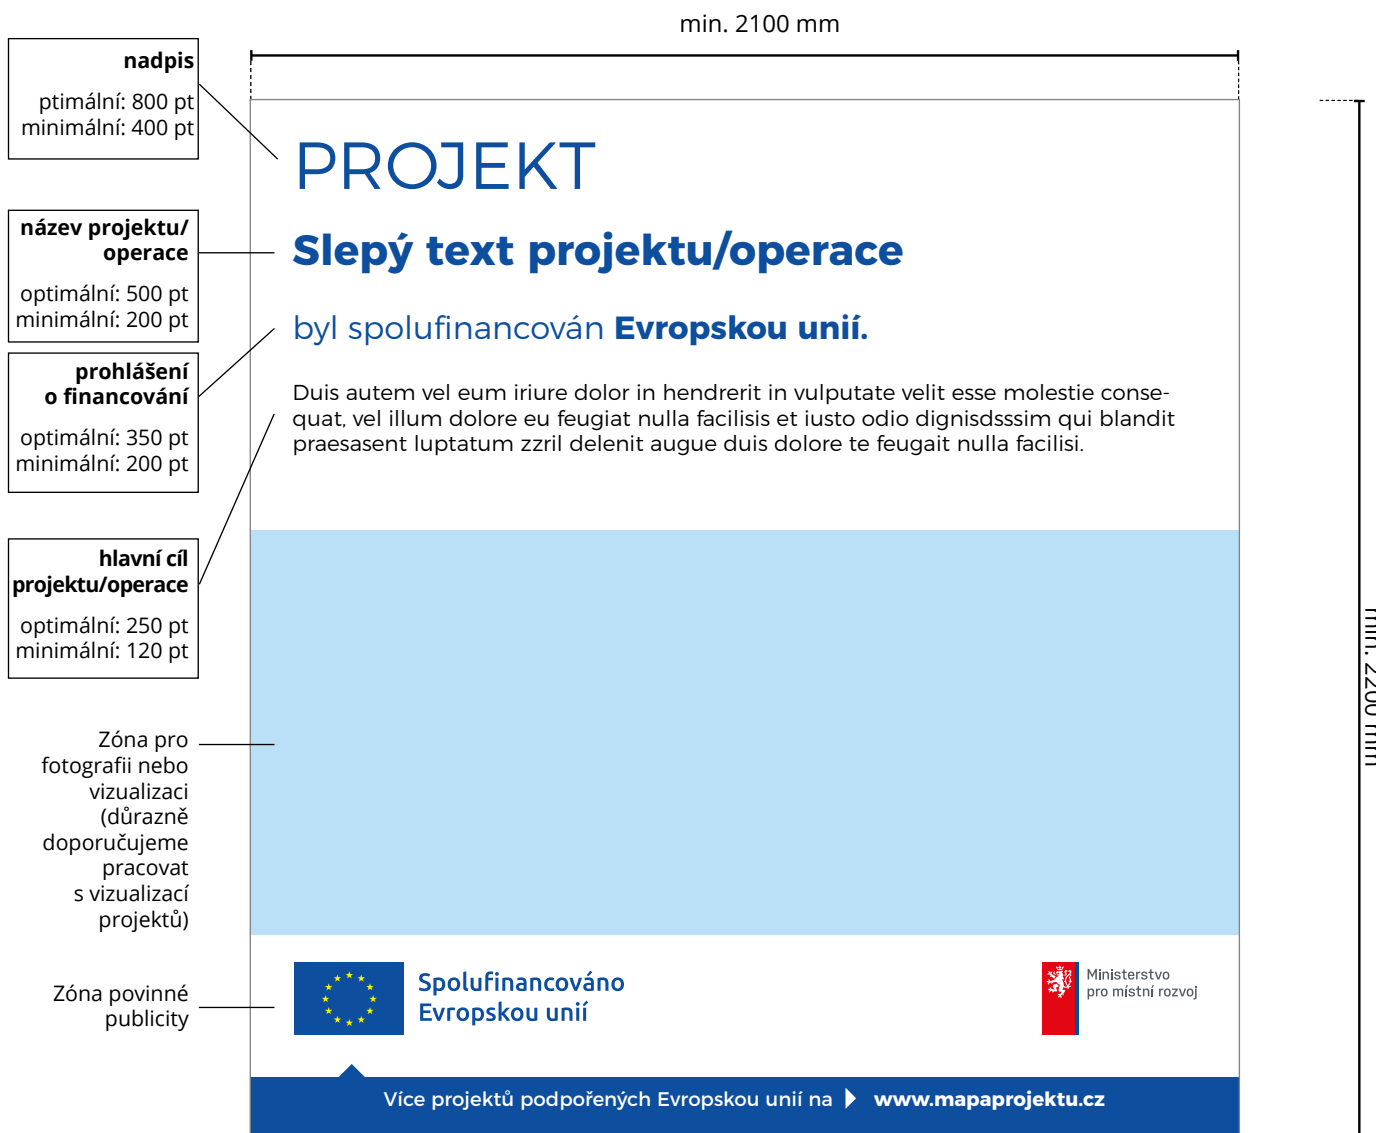 min. 2100 mm
nadpis
ptimální: 800 pt
minimální: 400 pt
PROJEKT
název projektu/
operace
optimální: 500 pt
minimální: 200 pt
Slepý text projektu/operace
prohlášení
o financování
optimální: 350 pt
minimální: 200 pt
byl spolufinancován Evropskou unií.
hlavní cíl
projektu/operace
optimální: 250 pt
minimální: 120 pt
Duis autem vel eum iriure dolor in hendrerit in vulputate velit esse molestie conse-
quat, vel illum dolore eu feugiat nulla facilisis et iusto odio dignisdsssim qui blandit
praesasent luptatum zzril delenit augue duis dolore te feugait nulla facilisi.
min. 2200 mm
Zóna pro
fotografii nebo
vizualizaci
(důrazně
doporučujeme
pracovat
s vizualizací
projektů)
Zóna povinné
publicity
Spolufinancováno
Evropskou unií
Ministerstvo
pro místní rozvoj
Více projektů podpořených Evropskou unií na www.mapaprojektu.cz